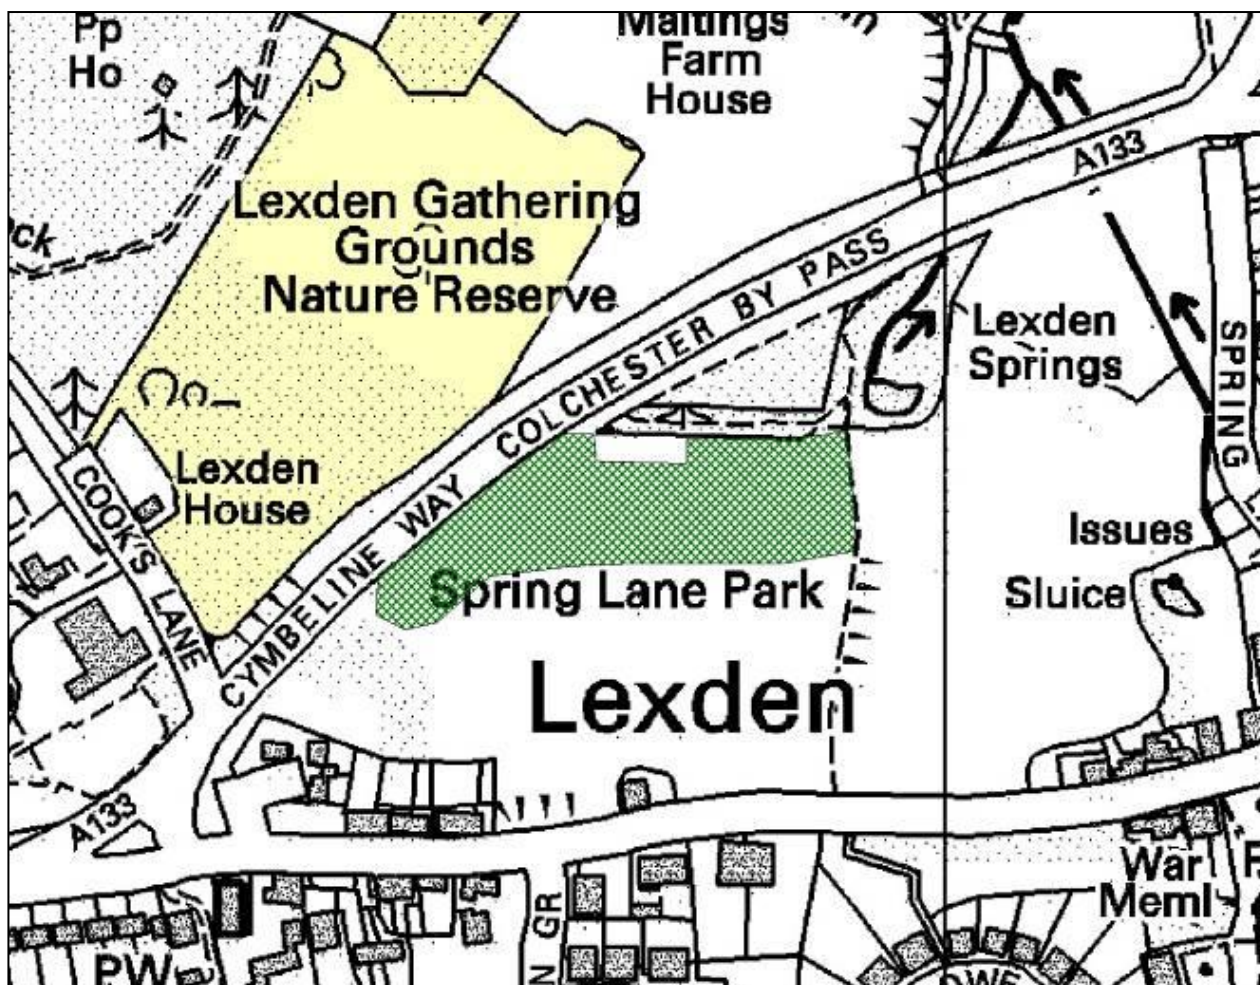 Pp
Ho
Maltings
Farm
House
A133
Lexden Gathering
Grounds
Nature Reserve
ck
CYMBELINE WAY COLCHESTER BY PASS
Lexden
Springs
SPRING
Lexden
House
COOK'S LANE
Issues
Sluice
Spring Lane Park
Lexden
A133
War
Meml
GR
PW